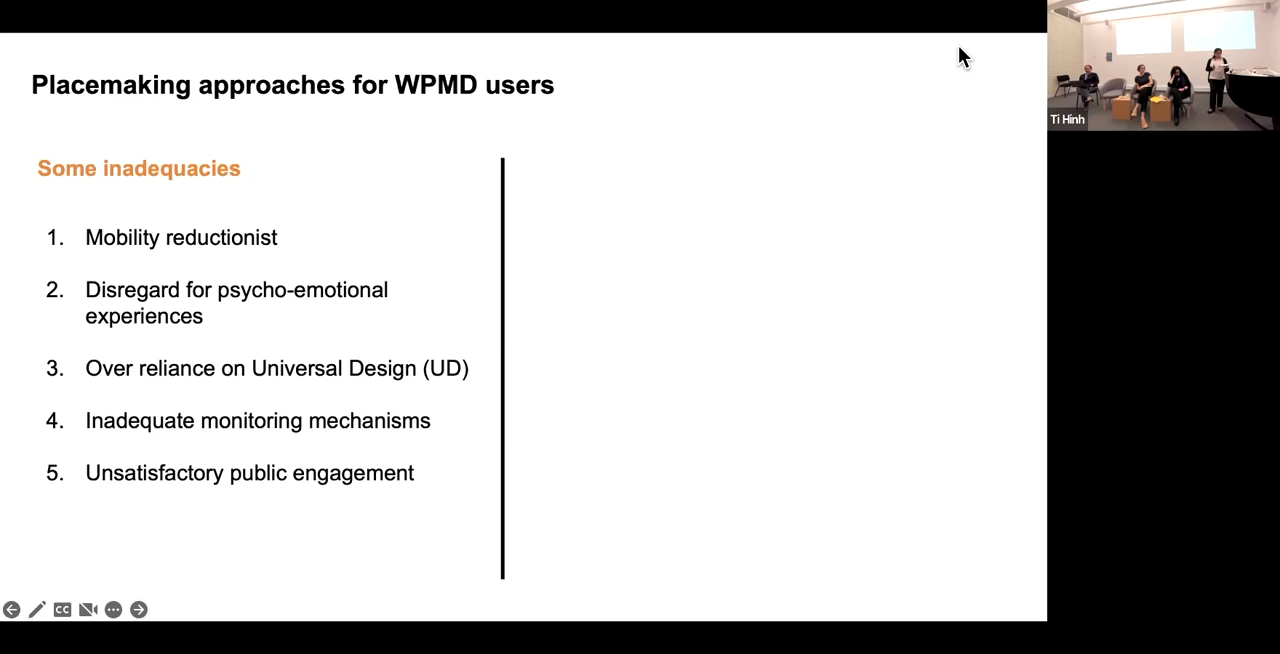 Placemaking approaches for WPMD users
Some inadequacies
1. Mobility reductionist
2. Disregard for psycho-emotional
experiences
3. Over reliance on Universal Design (UD)
4. Inadequate monitoring mechanisms
5. Unsatisfactory public engagement
CC
Ti Hinh